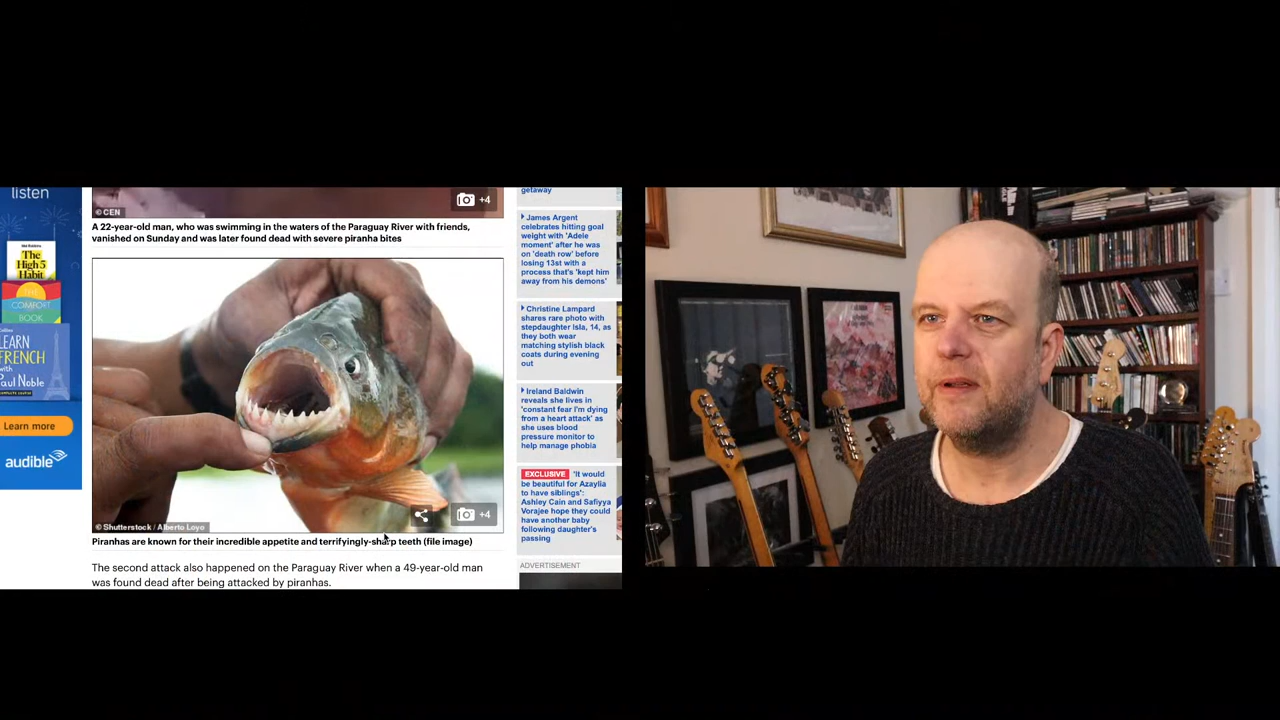 listen
Mel Robbins
The
High 5
Habit
THE
COMFORT
BOOK
Collins
LEARN
FRENCH
with
Paul Noble
Learn more
audible
+4
© CEN
A 22-year-old man, who was swimming in the waters of the Paraguay River with friends,
vanished on Sunday and was later found dead with severe piranha bites
+4
© Shutterstock / Alberto Loyo
Piranhas are known for their incredible appetite and terrifyingly-sharp teeth (file image)
The second attack also happened on the Paraguay River when a 49-year-old man
was found dead after being attacked by piranhas.
getaway
James Argent
celebrates hitting goal
weight with 'Adele
moment' after he was
on 'death row' before
losing 13st with a
process that's 'kept him
away from his demons'
Christine Lampard
shares rare photo with
stepdaughter Isla, 14, as
they both wear
matching stylish black
coats during evening
out
Ireland Baldwin
reveals she lives in
'constant fear I'm dying
from a heart attack' as
she uses blood
pressure monitor to
help manage phobia
EXCLUSIVE 'It would
be beautiful for Azaylia
to have siblings':
Ashley Cain and Safiyya
Vorajee hope they could
have another baby
following daughter's
passing
ADVERTISEMENT